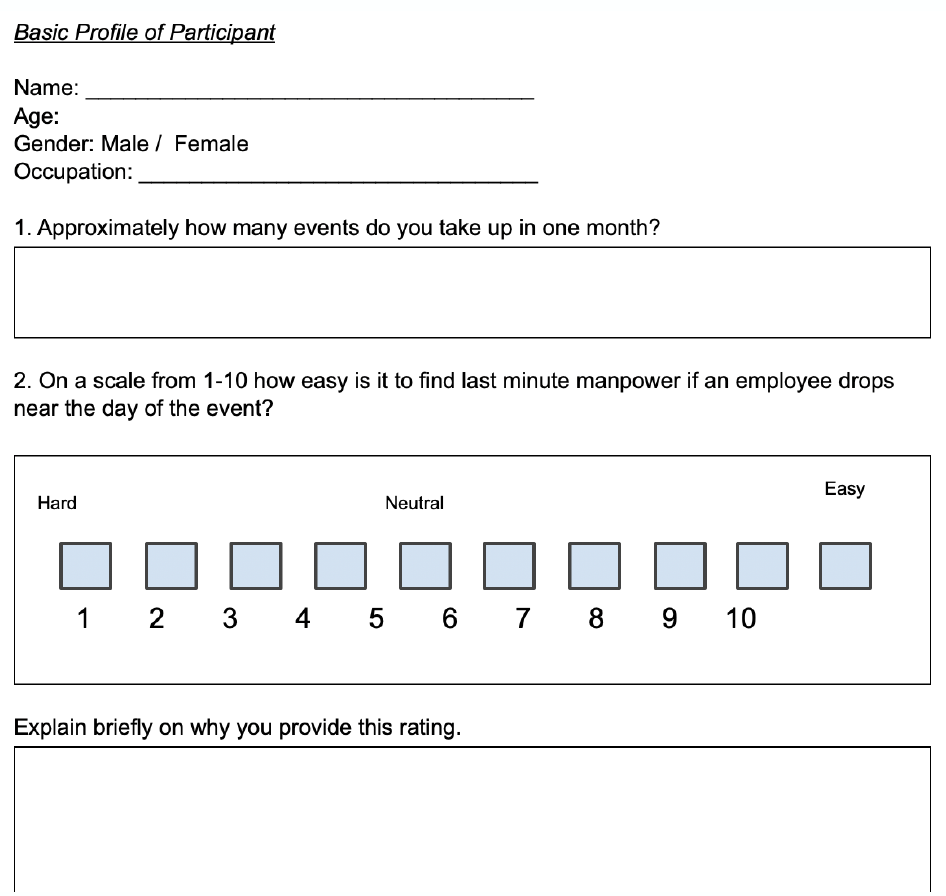 Basic Profile of Participant
Name: ____________________________________
Age:
Gender: Male /  Female
Occupation: ________________________________
1. Approximately how many events do you take up in one month?
2. On a scale from 1-10 how easy is it to find last minute manpower if an employee drops
near the day of the event?
Hard Neutral Easy
1 2 3 4 5 6 7 8 9 10
Explain briefly on why you provide this rating.